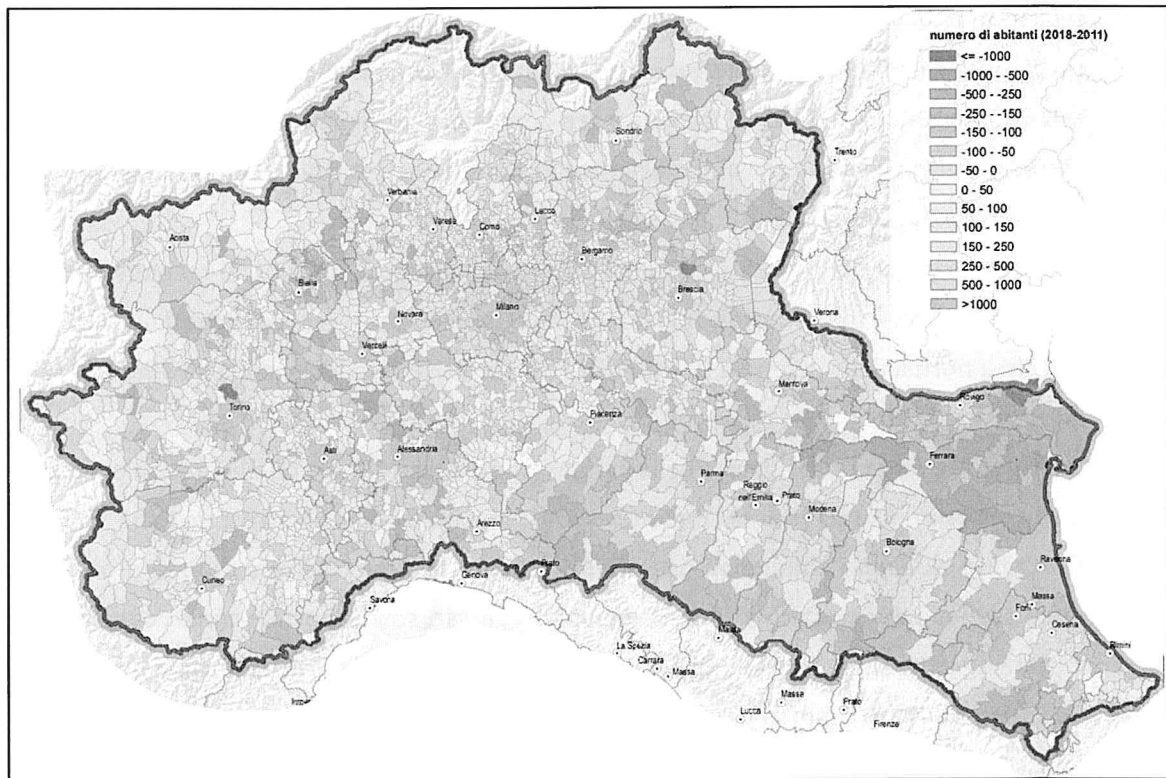 numero di abitanti (2018-2011)
<= -1000
-1000 - -500
-500 - -250
-250 - -150
-150 - -100
-100 - -50
-50 - 0
0 - 50
50 - 100
100 - 150
150 - 250
250 - 500
500 - 1000
>1000
Sondrio
Trento
Verbania
Lecco
Varese
Como
Aosta
Bergamo
Biella
Brescia
Milano
Novara
Verona
Vercelli
Mantova
Torino
Rovigo
Piacenza
Asti
Alessandria
Ferrara
Parma
Reggio
nell'Emilia
Prato
Modena
Arezzo
Bologna
Ravenna
Prato
Genova
Cuneo
Savona
Massa
Forlì
Cesena
Massa
Rimini
La Spezia
Carrara
Massa
Massa
Prato
Lucca
Firenze